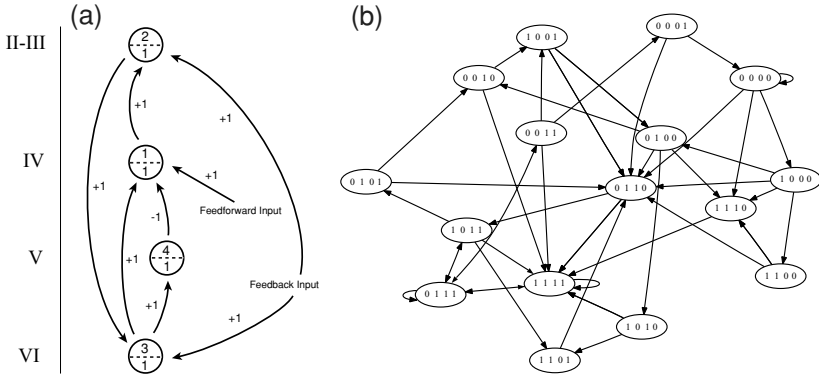 (a)
II-III
IV
V
VI
2
1
1
1
4
1
3
1
+1
+1
+1
+1
-1
+1
+1
+1
Feedforward Input
Feedback Input
(b)
1 0 0 1
0 0 0 1
0 0 1 0
0 0 0 0
0 0 1 1
0 1 0 0
0 1 0 1
0 1 1 0
1 0 0 0
1 1 1 0
1 0 1 1
1 1 0 0
0 1 1 1
1 1 1 1
1 0 1 0
1 1 0 1